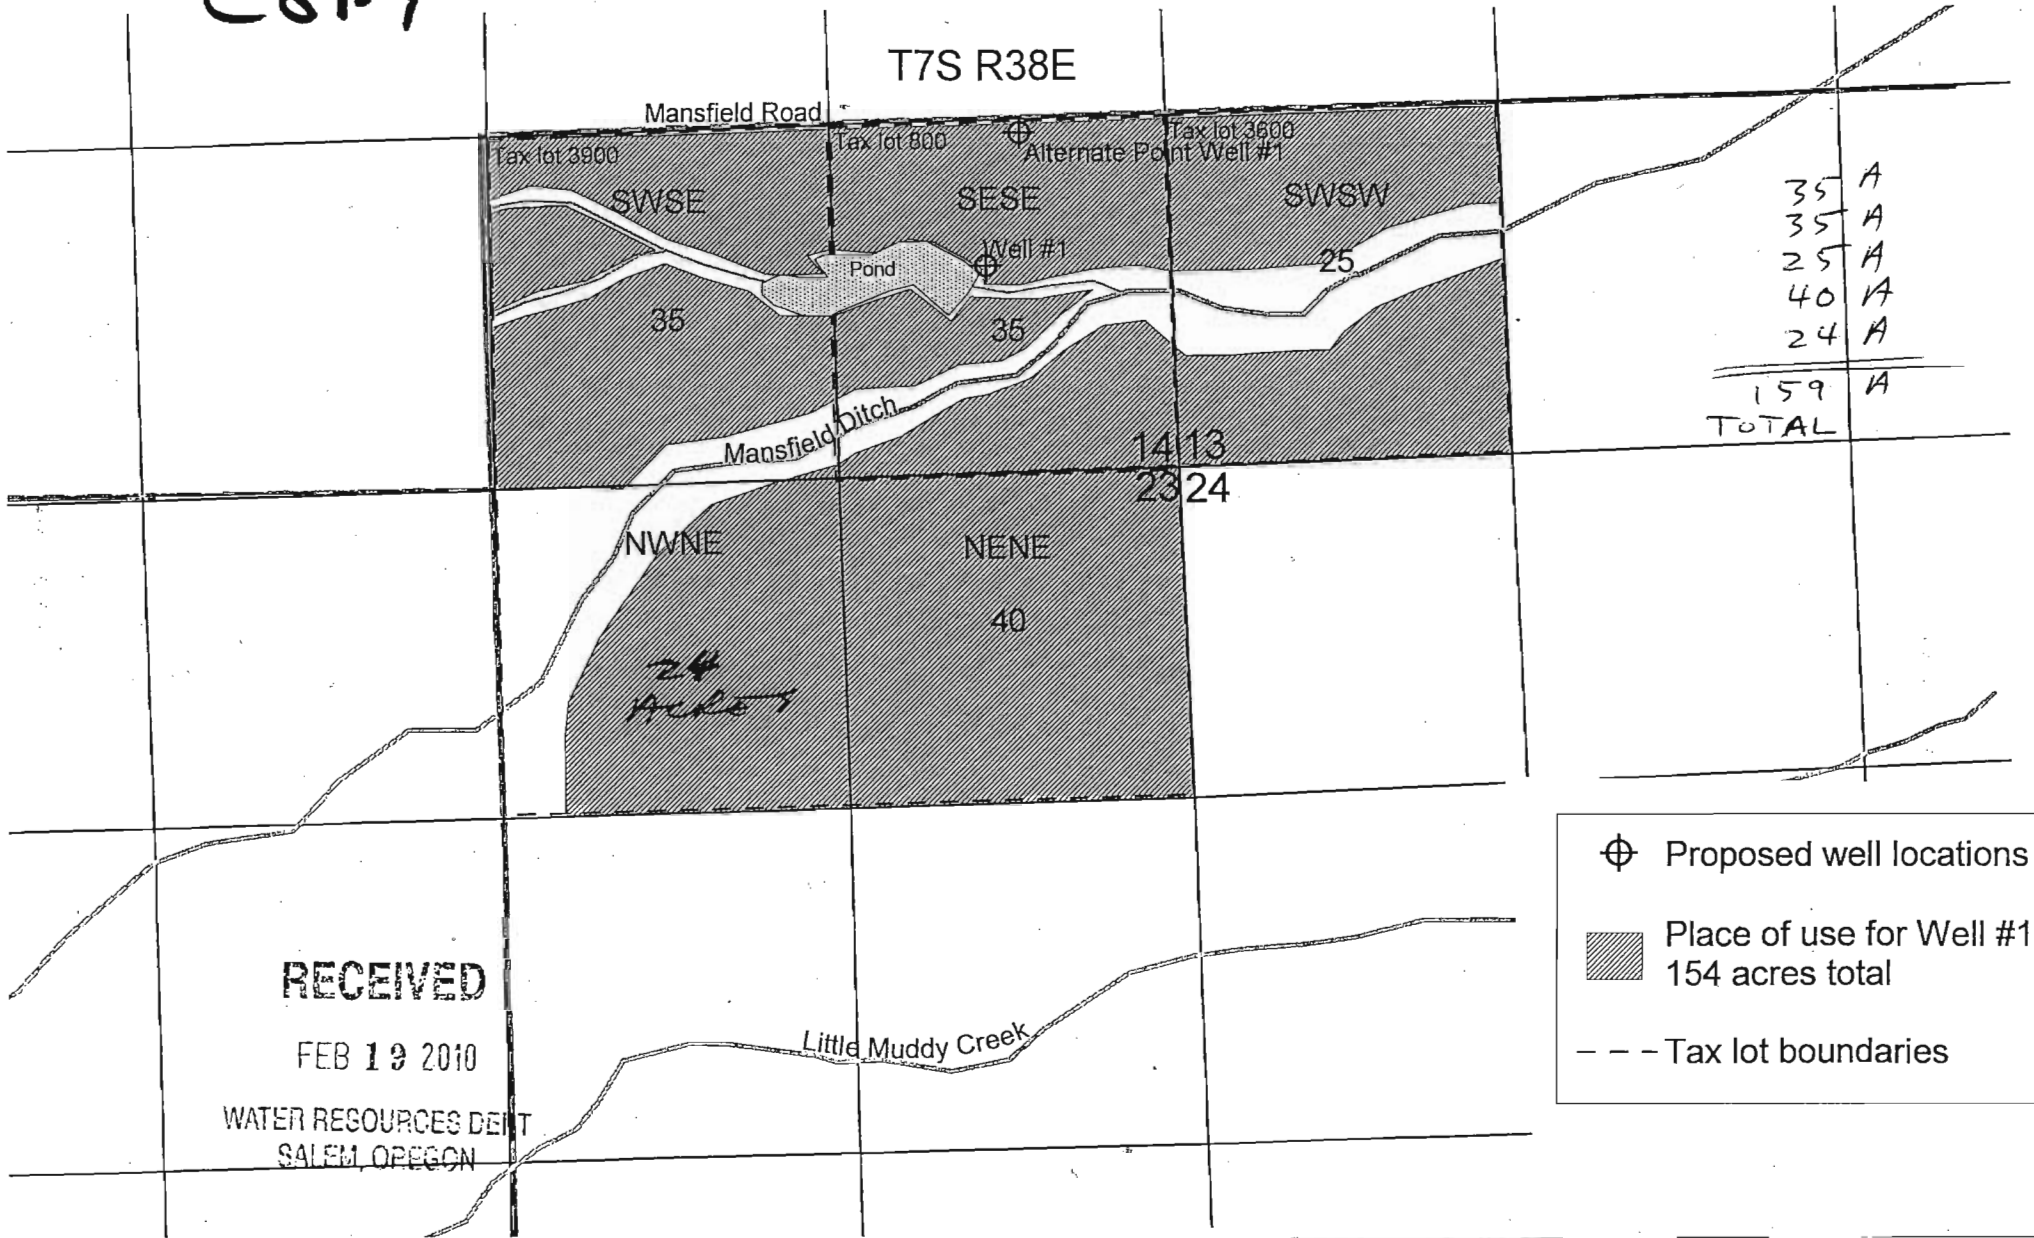 COPY
T7S R38E
Mansfield Road
Tax lot 3900
Tax lot 800
Tax lot 3600
Alternate Point Well #1
SWSE
SESE
SWSW
Well #1
Pond
25
35
35
Mansfield Ditch
14 13
23 24
NWNE
NENE
40
24
Acres
35 A
35 A
25 A
40 A
24 A
159 A
TOTAL
Proposed well locations
Place of use for Well #1
154 acres total
Tax lot boundaries
RECEIVED
FEB 19 2010
WATER RESOURCES DEPT
SALEM, OREGON
Little Muddy Creek